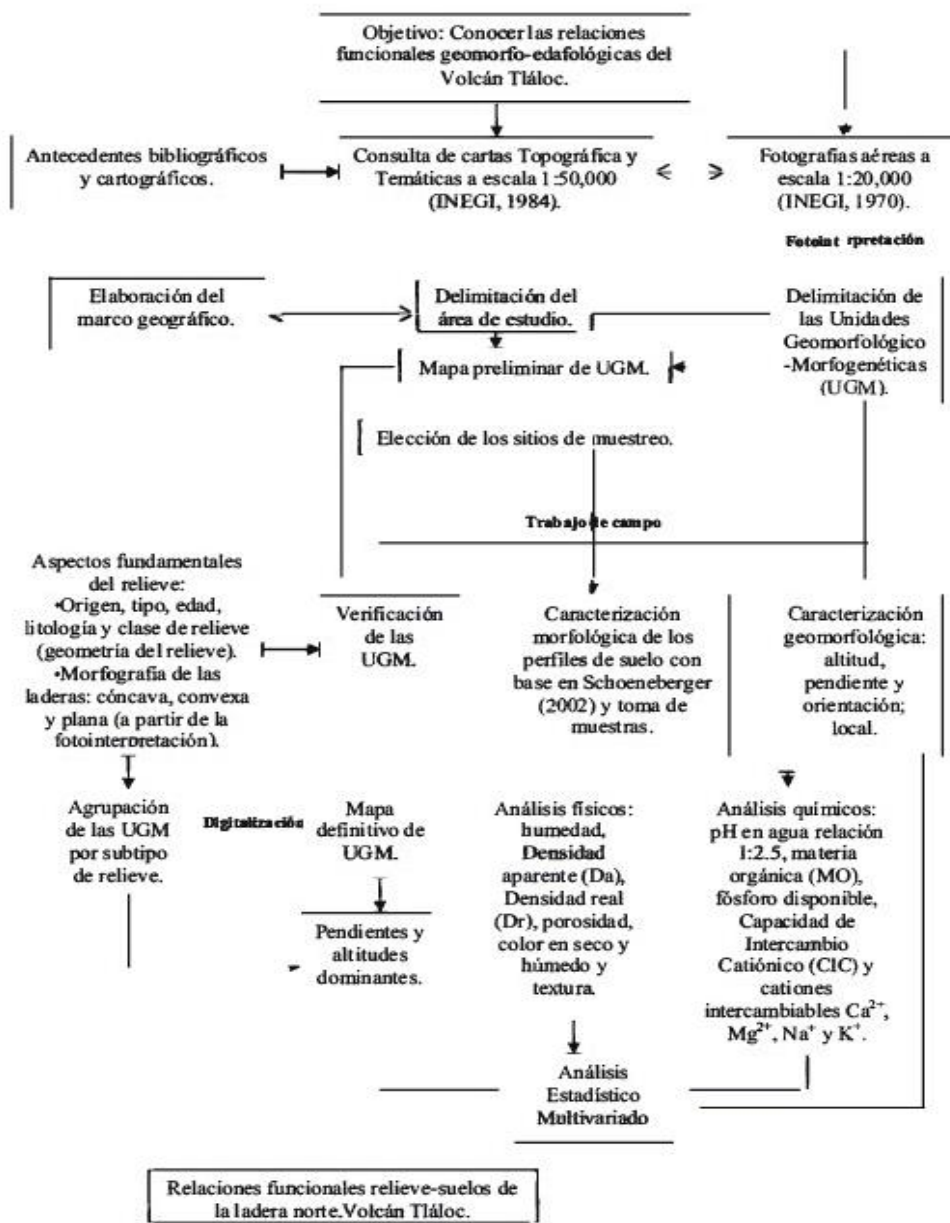 Objetivo: Conocer las relaciones
funcionales geomorfo-edafológicas del
Volcán Tláloc.
Antecedentes bibliográficos
y cartográficos.
Consulta de cartas Topográfica y
Temáticas a escala 1:50,000
(INEGI, 1984).
Fotografías aéreas a
escala 1:20,000
(INEGI, 1970).
Fotoint rpretación
Elaboración del
marco geográfico.
Delimitación del
área de estudio.
Delimitación de
las Unidades
Geomorfológico
-Morfogenéticas
(UGM).
Mapa preliminar de UGM.
Elección de los sitios de muestreo.
Trabajo de campo
Aspectos fundamentales
del relieve:
•Origen, tipo, edad,
litología y clase de relieve
(geometría del relieve).
•Morfografía de las
laderas: cóncava, convexa
y plana (a partir de la
fotointerpretación).
Verificación
de las
UGM.
Caracterización
morfológica de los
perfiles de suelo con
base en Schoeneberger
(2002) y toma de
muestras.
Caracterización
geomorfológica:
altitud,
pendiente y
orientación;
local.
Agrupación
de las UGM
por subtipo
de relieve.
Digitalización
Mapa
definitivo de
UGM.
Pendientes y
altitudes
dominantes.
Análisis físicos:
humedad,
Densidad
aparente (Da),
Densidad real
(Dr), porosidad,
color en seco y
húmedo y
textura.
Análisis químicos:
pH en agua relación
1:2.5, materia
orgánica (MO),
fósforo disponible,
Capacidad de
Intercambio
Catiónico (CIC) y
cationes
intercambiables Ca²⁺,
Mg²⁺, Na⁺ y K⁺.
Análisis
Estadístico
Multivariado
Relaciones funcionales relieve-suelos de
la ladera norte.Volcán Tláloc.